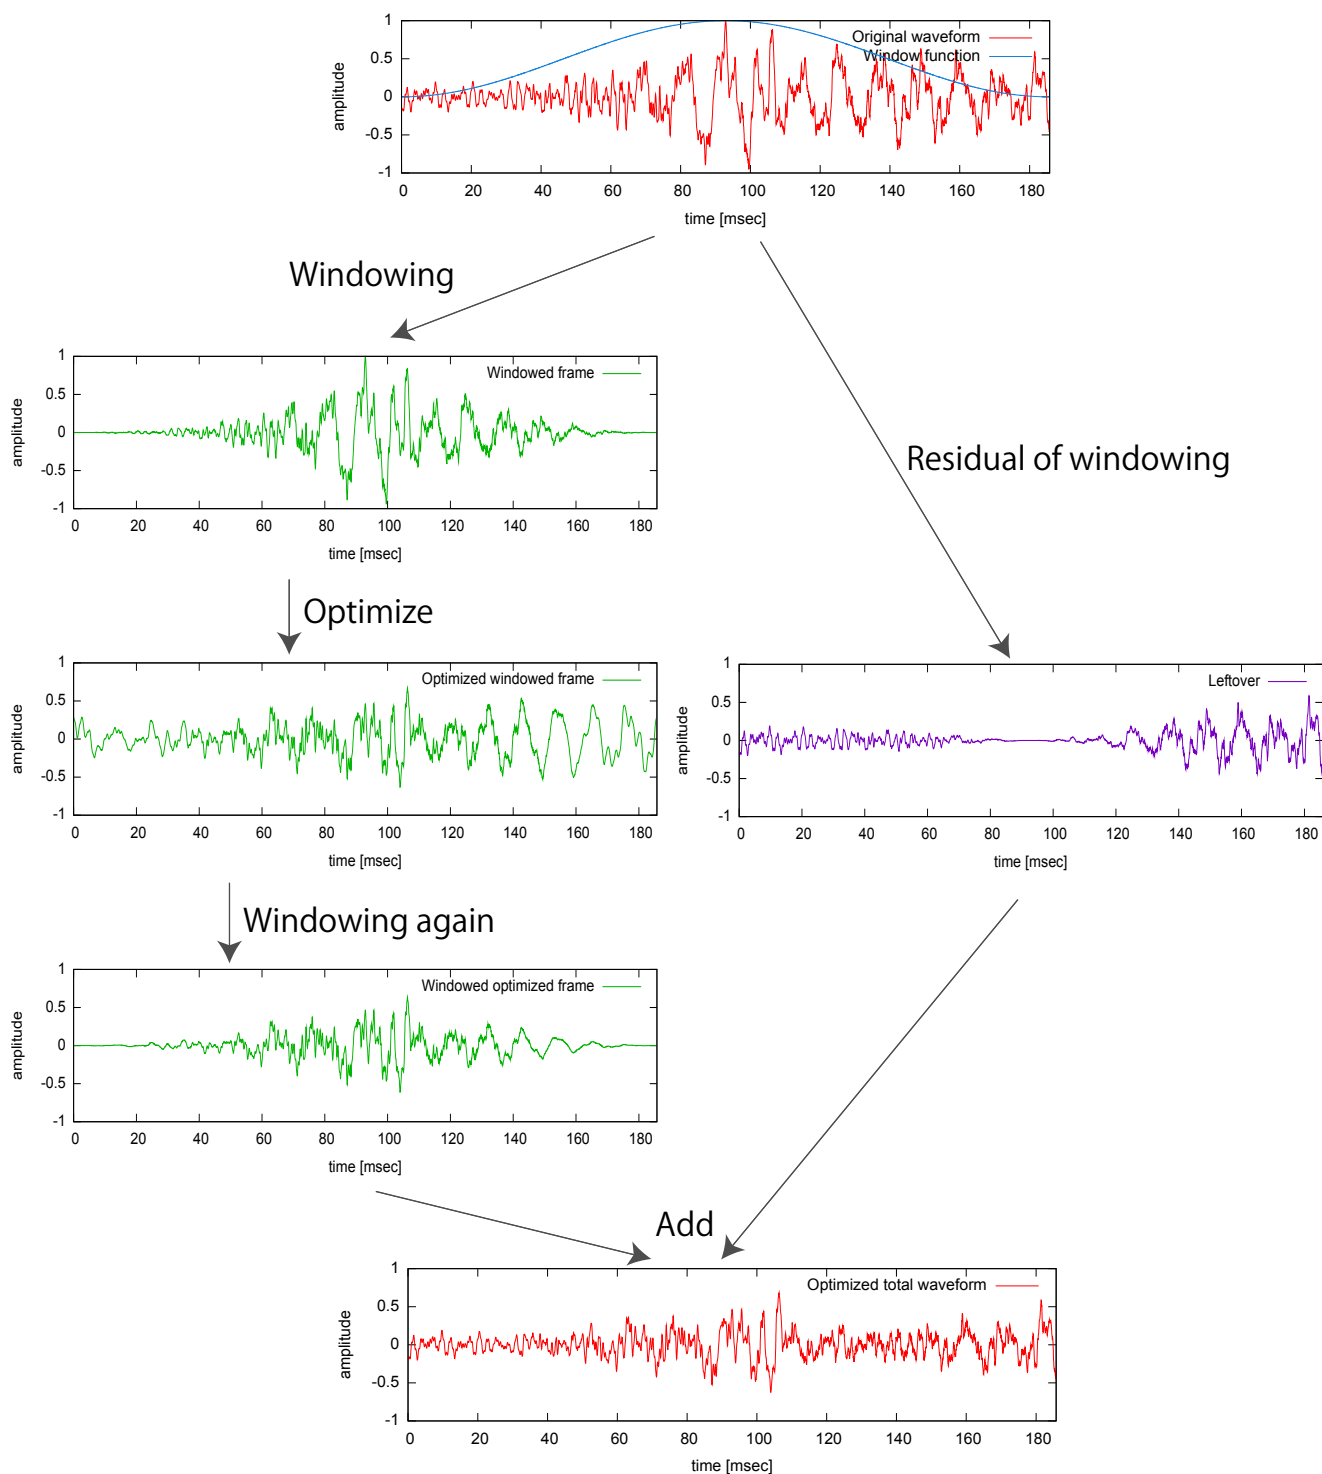 1
0.5
0
-0.5
-1
amplitude
Original waveform
Window function
0 20 40 60 80 100 120 140 160 180
time [msec]
Windowing
1
0.5
0
-0.5
-1
amplitude
Windowed frame
0 20 40 60 80 100 120 140 160 180
time [msec]
Residual of windowing
Optimize
1
0.5
0
-0.5
-1
amplitude
Optimized windowed frame
0 20 40 60 80 100 120 140 160 180
time [msec]
1
0.5
0
-0.5
-1
amplitude
Leftover
0 20 40 60 80 100 120 140 160 180
time [msec]
Windowing again
1
0.5
0
-0.5
-1
amplitude
Windowed optimized frame
0 20 40 60 80 100 120 140 160 180
time [msec]
Add
1
0.5
0
-0.5
-1
amplitude
Optimized total waveform
0 20 40 60 80 100 120 140 160 180
time [msec]